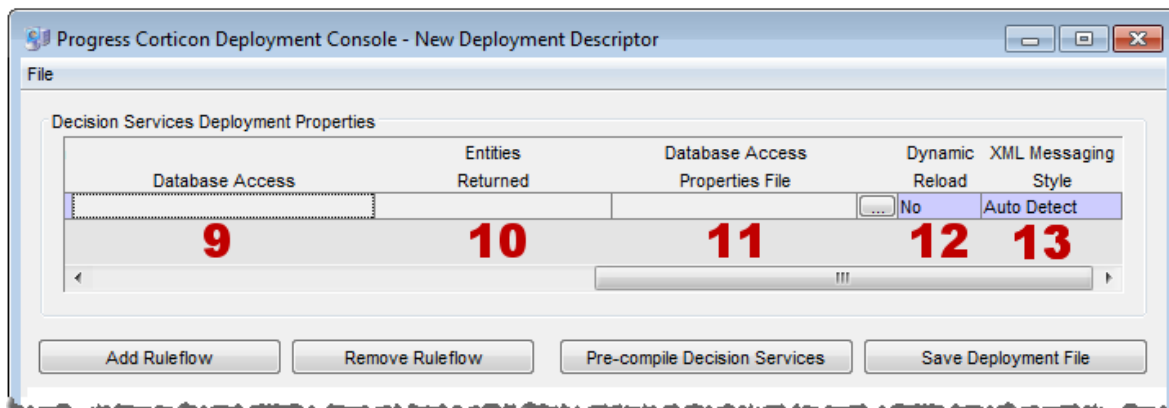 Progress Corticon Deployment Console - New Deployment Descriptor
File
Decision Services Deployment Properties
Entities Database Access Dynamic XML Messaging
Database Access Returned Properties File Reload Style
... No Auto Detect
9 10 11 12 13
Add Ruleflow Remove Ruleflow Pre-compile Decision Services Save Deployment File